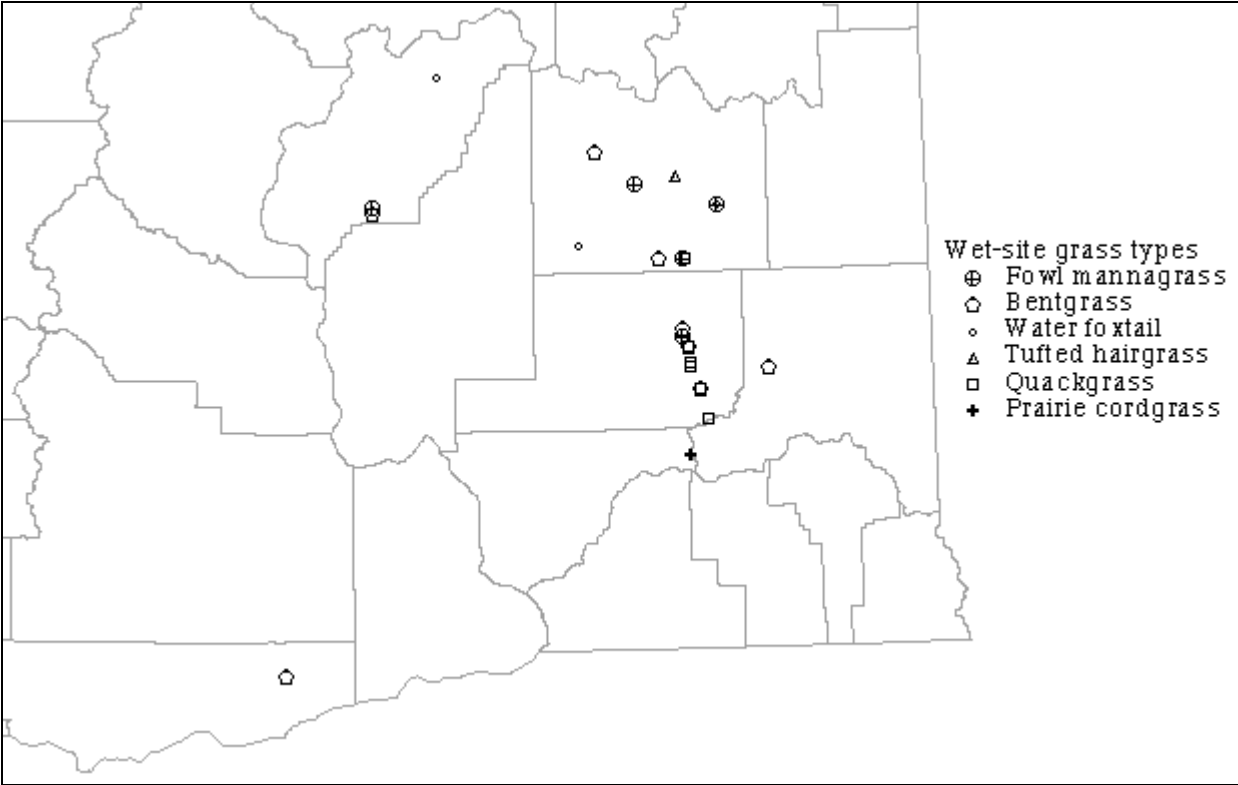 Wet-site grass types
Fowl mannagrass
Bentgrass
Water foxtail
Tufted hairgrass
Quackgrass
Prairie cordgrass